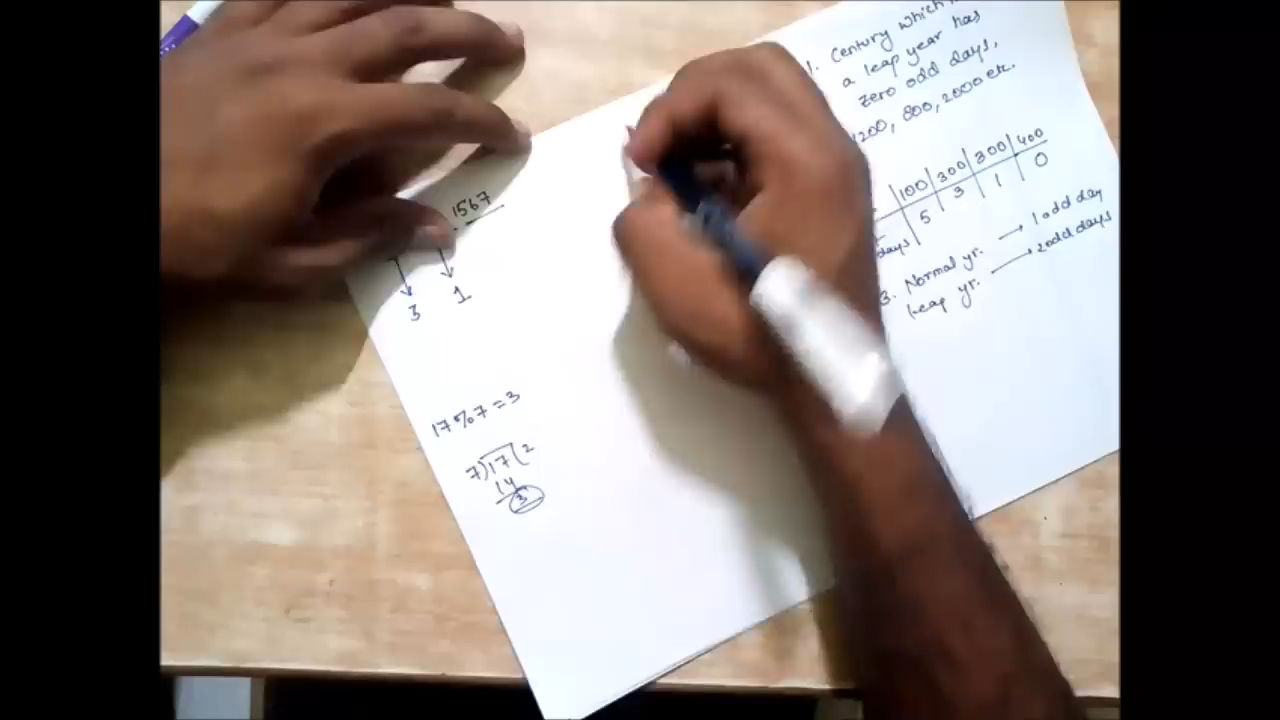 1567
3 1
17%7=3
7)17(2
14
3
1. Century which
a leap year has
zero odd days,
1200, 800, 2000 etc.
100|300|300|400
days 5 3 1 0
3. Normal yr. → 1 odd day
leap yr. → 2 odd days